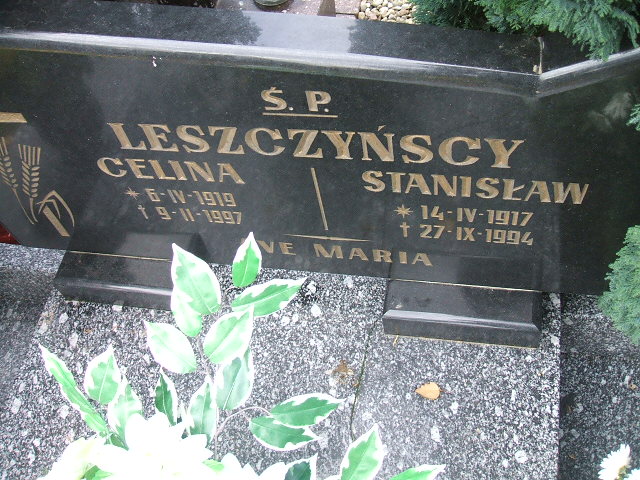 Ś. P.
LESZCZYŃSCY
CELINA
* 6-IV-1919
† 9-II-1997
STANISŁAW
* 14-IV-1917
† 27-IX-1994
VE MARIA